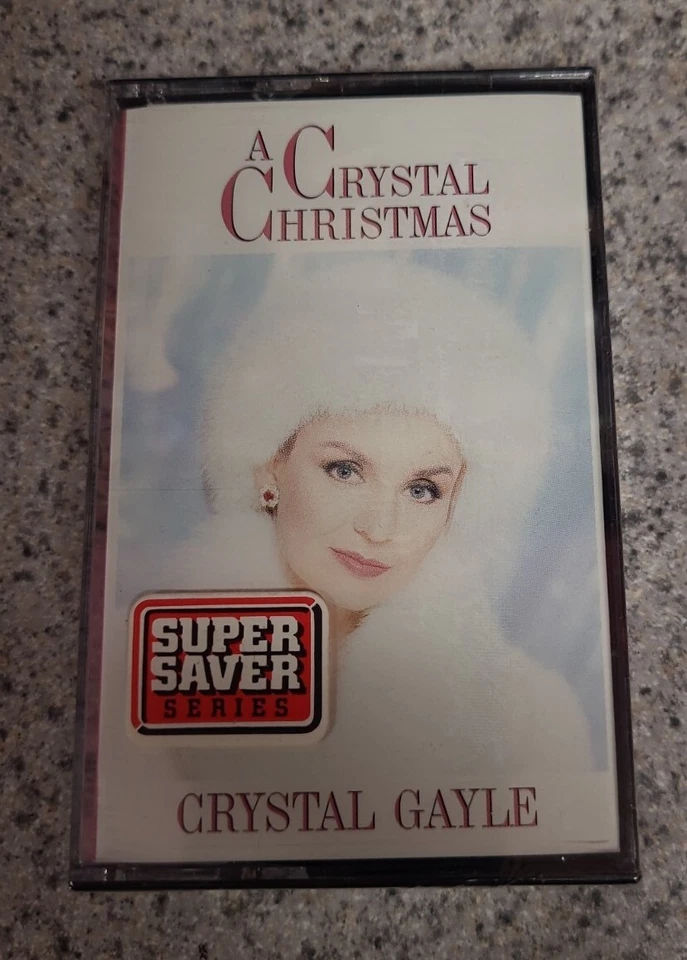 A CRYSTAL
CHRISTMAS
SUPER
SAVER
SERIES
CRYSTAL GAYLE